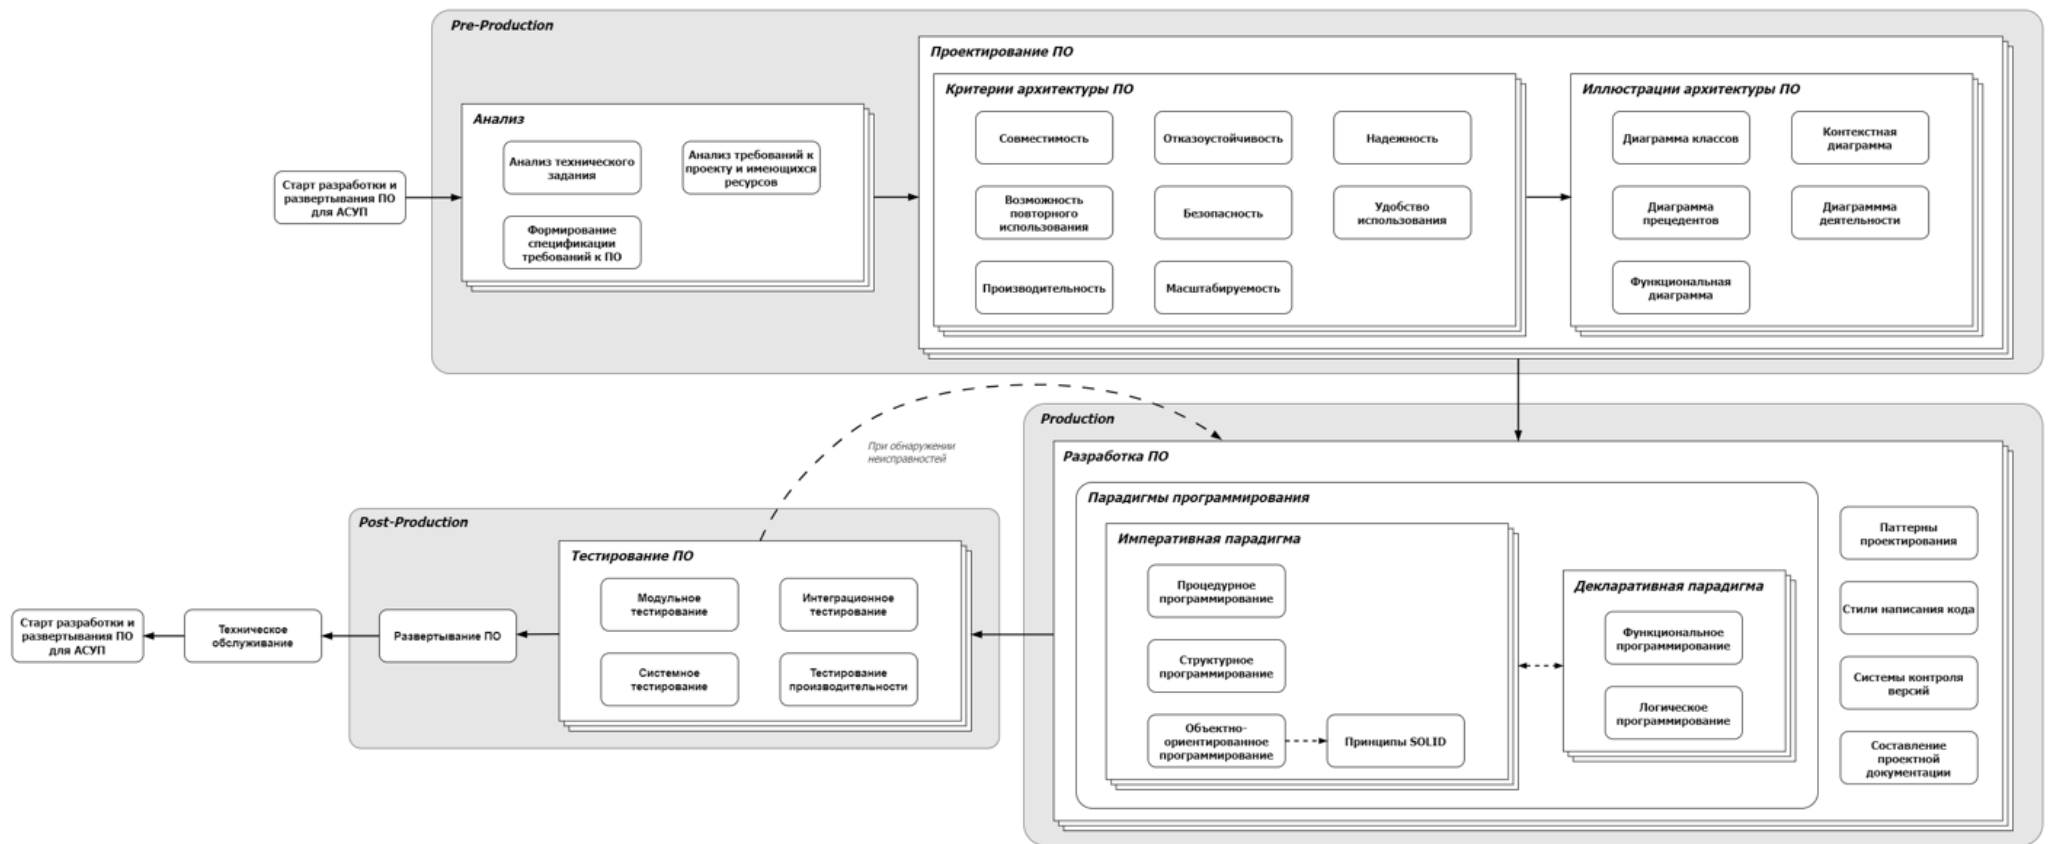 Pre-Production
Проектирование ПО
Критерии архитектуры ПО
Иллюстрации архитектуры ПО
Анализ
Совместимость
Отказоустойчивость
Надежность
Диаграмма классов
Контекстная
диаграмма
Анализ технического
задания
Анализ требований к
проекту и имеющихся
ресурсов
Старт разработки и
развертывания ПО
для АСУП
Возможность
повторного
использования
Безопасность
Удобство
использования
Диаграмма
прецедентов
Диаграммма
деятельности
Формирование
спецификации
требований к ПО
Производительность
Масштабируемость
Функциональная
диаграмма
Production
При обнаружении
неисправностей
Разработка ПО
Парадигмы программирования
Императивная парадигма
Процедурное
программирование
Структурное
программирование
Объектно-
ориентированное
программирование
Принципы SOLID
Декларативная парадигма
Функциональное
программирование
Логическое
программирование
Паттерны
проектирования
Стили написания кода
Системы контроля
версий
Составление
проектной
документации
Post-Production
Тестирование ПО
Модульное
тестирование
Интеграционное
тестирование
Системное
тестирование
Тестирование
производительности
Развертывание ПО
Техническое
обслуживание
Старт разработки и
развертывания ПО
для АСУП